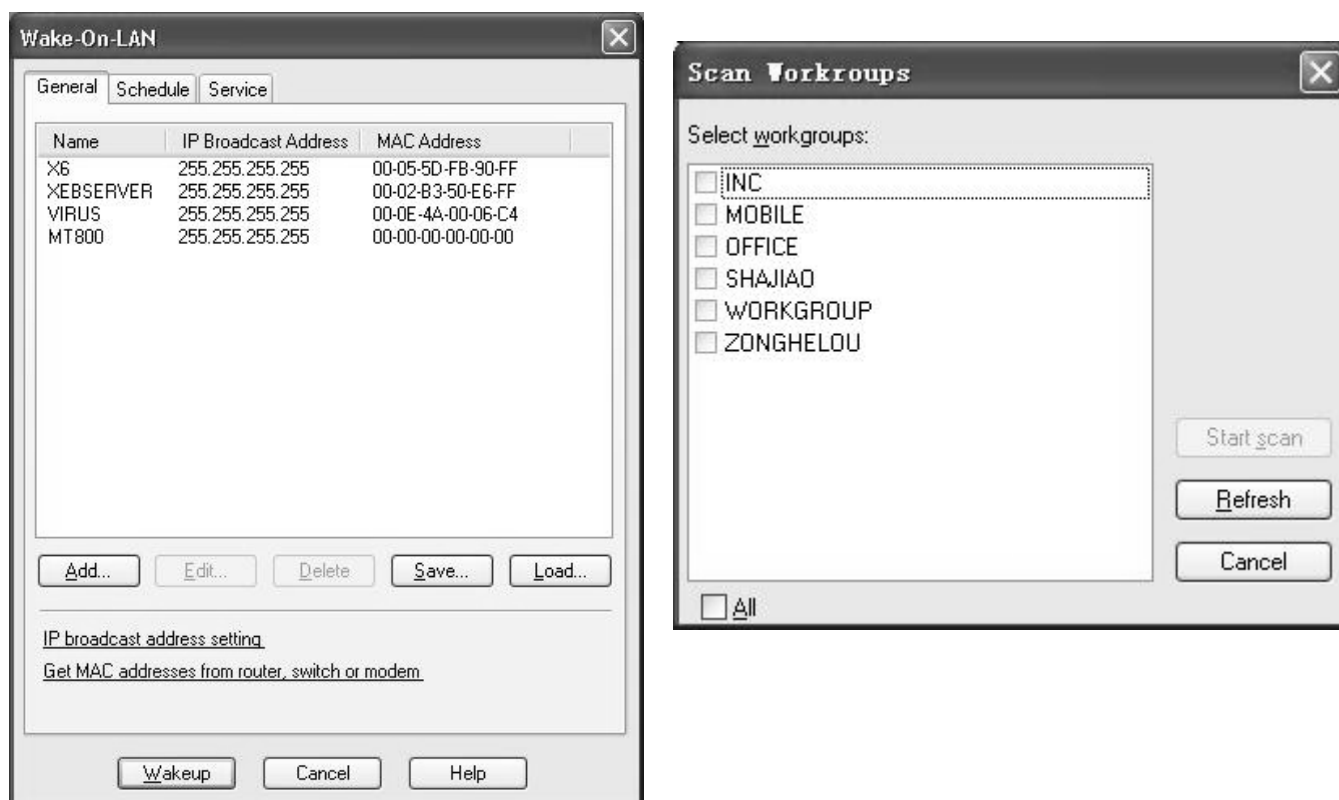 Wake-On-LAN
General Schedule Service
Name IP Broadcast Address MAC Address
X6 255.255.255.255 00-05-5D-FB-90-FF
XEBSERVER 255.255.255.255 00-02-B3-50-E6-FF
VIRUS 255.255.255.255 00-0E-4A-00-06-C4
MT800 255.255.255.255 00-00-00-00-00-00
Add... Edit... Delete Save... Load...
IP broadcast address setting
Get MAC addresses from router, switch or modem
Wakeup Cancel Help
Scan Workroups
Select workgroups:
INC
MOBILE
OFFICE
SHAJIAO
WORKGROUP
ZONGHELOU
Start scan
Refresh
Cancel
All